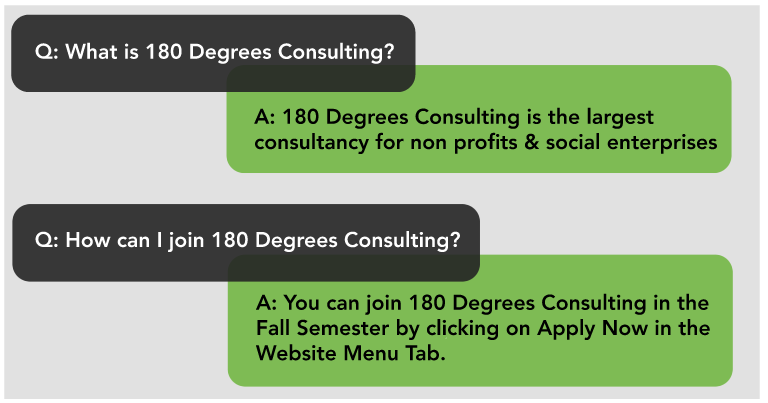 Q: What is 180 Degrees Consulting?
A: 180 Degrees Consulting is the largest
consultancy for non profits & social enterprises
Q: How can I join 180 Degrees Consulting?
A: You can join 180 Degrees Consulting in the
Fall Semester by clicking on Apply Now in the
Website Menu Tab.